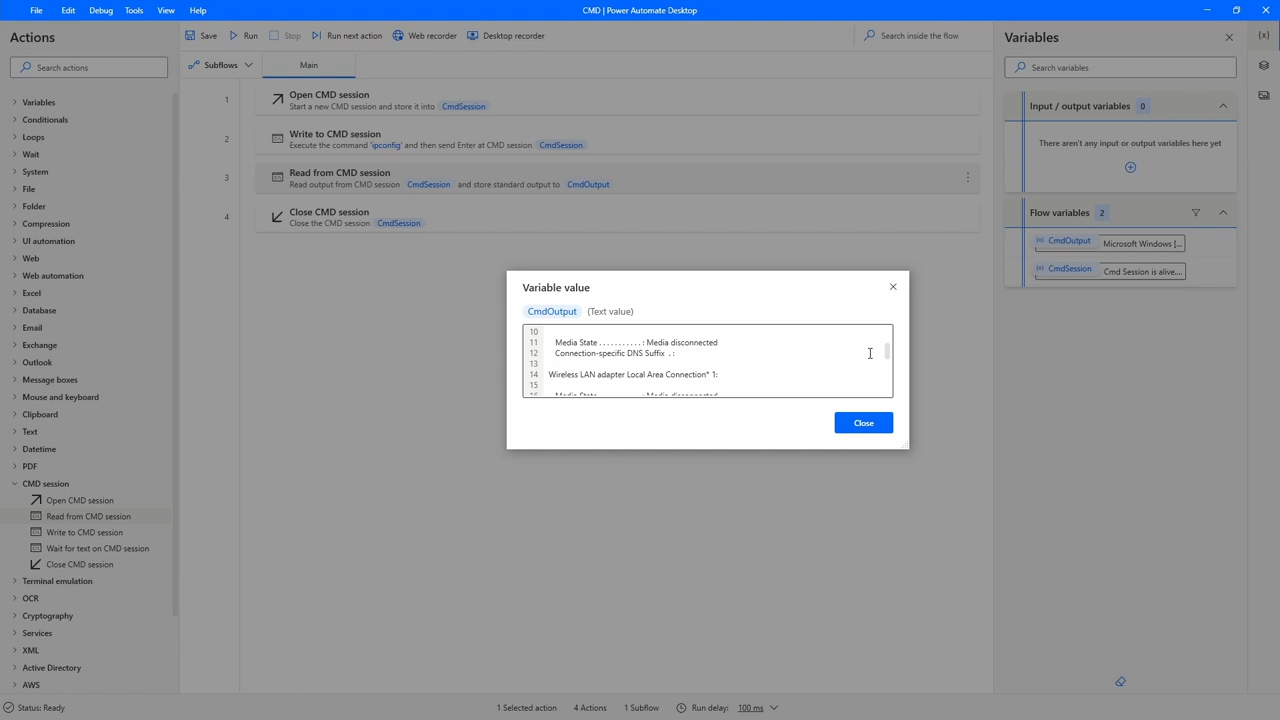 File Edit Debug Tools View Help CMD | Power Automate Desktop
Actions
Search actions
Variables
Conditionals
Loops
Wait
System
File
Folder
Compression
UI automation
Web
Web automation
Excel
Database
Email
Exchange
Outlook
Message boxes
Mouse and keyboard
Clipboard
Text
Datetime
PDF
CMD session
Open CMD session
Read from CMD session
Write to CMD session
Wait for text on CMD session
Close CMD session
Terminal emulation
OCR
Cryptography
Services
XML
Active Directory
AWS
Save Run Stop Run next action Web recorder Desktop recorder Search inside the flow
Subflows Main
1 Open CMD session
Start a new CMD session and store it into CmdSession
2 Write to CMD session
Execute the command 'ipconfig' and then send Enter at CMD session CmdSession
3 Read from CMD session
Read output from CMD session CmdSession and store standard output to CmdOutput
4 Close CMD session
Close the CMD session CmdSession
Variable value
CmdOutput (Text value)
10
11 Media State . . . . . . . . . . . : Media disconnected
12 Connection-specific DNS Suffix . :
13
14 Wireless LAN adapter Local Area Connection* 1:
15
16 Media State . . . . . . . . . . . : Media disconnected
Close
Variables
{x}
Search variables
Input / output variables 0
There aren't any input or output variables here yet
Flow variables 2
(x) CmdOutput Microsoft Windows [...
(x) CmdSession Cmd Session is alive....
Status: Ready 1 Selected action 4 Actions 1 Subflow Run delay: 100 ms